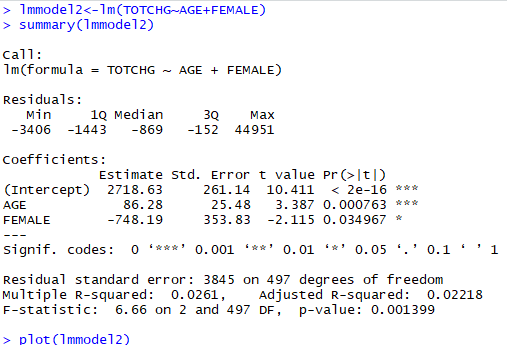 > lmmodel2<-lm(TOTCHG~AGE+FEMALE)
> summary(lmmodel2)
Call:
lm(formula = TOTCHG ~ AGE + FEMALE)
Residuals:
   Min     1Q Median     3Q    Max
 -3406  -1443   -869   -152  44951
Coefficients:
            Estimate Std. Error t value Pr(>|t|)
(Intercept)  2718.63     261.14  10.411  < 2e-16 ***
AGE            86.28      25.48   3.387 0.000763 ***
FEMALE       -748.19     353.83  -2.115 0.034967 *
---
Signif. codes:  0 ‘***’ 0.001 ‘**’ 0.01 ‘*’ 0.05 ‘.’ 0.1 ‘ ’ 1
Residual standard error: 3845 on 497 degrees of freedom
Multiple R-squared:  0.0261,    Adjusted R-squared:  0.02218
F-statistic:  6.66 on 2 and 497 DF,  p-value: 0.001399
> plot(lmmodel2)